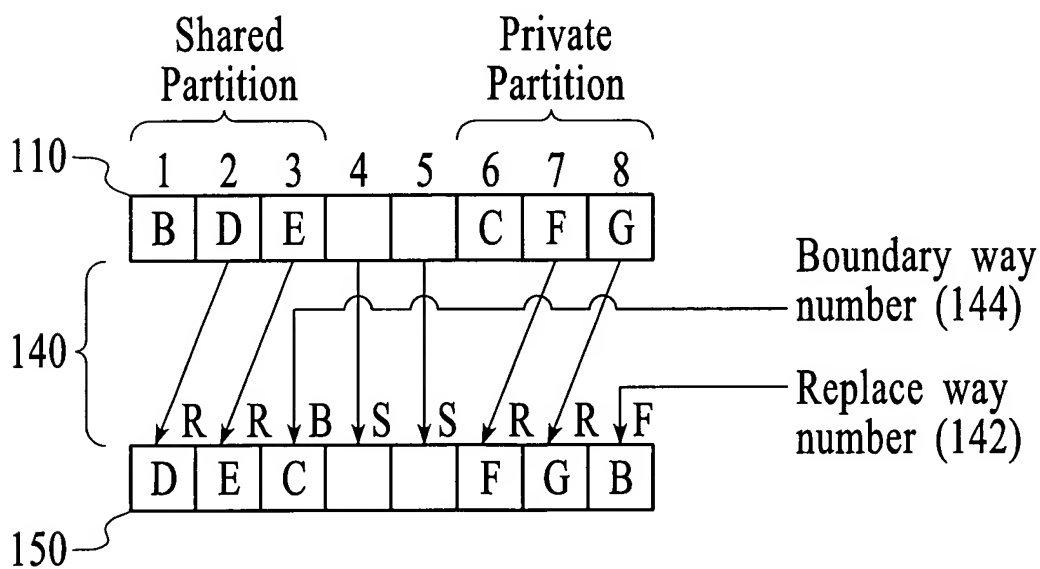 Shared Partition
Private Partition
110
1 2 3 4 5 6 7 8
B D E C F G
Boundary way
number (144)
140
Replace way
number (142)
R R B S S R R F
D E C F G B
150